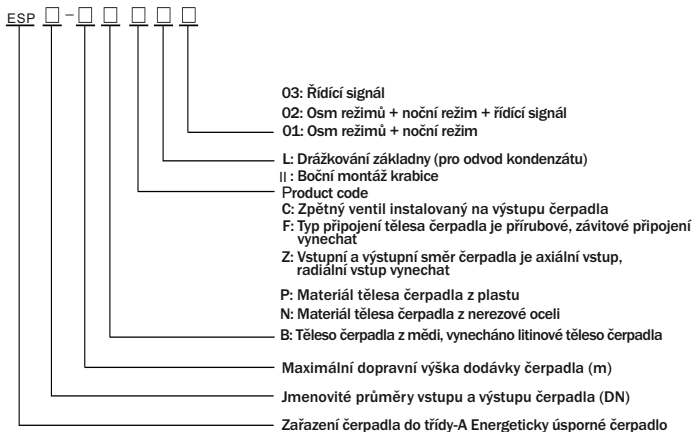 ESP □-□ □ □ □ □
03: Řídící signál
02: Osm režimů + noční režim + řídící signál
01: Osm režimů + noční režim
L: Drážkování základny (pro odvod kondenzátu)
II : Boční montáž krabice
Product code
C: Zpětný ventil instalovaný na výstupu čerpadla
F: Typ připojení tělesa čerpadla je přírubové, závitové připojení
vynechat
Z: Vstupní a výstupní směr čerpadla je axiální vstup,
radiální vstup vynechat
P: Materiál tělesa čerpadla z plastu
N: Materiál tělesa čerpadla z nerezové oceli
B: Těleso čerpadla z mědi, vynecháno litinové těleso čerpadla
Maximální dopravní výška dodávky čerpadla (m)
Jmenovité průměry vstupu a výstupu čerpadla (DN)
Zařazení čerpadla do třídy-A Energeticky úsporné čerpadlo